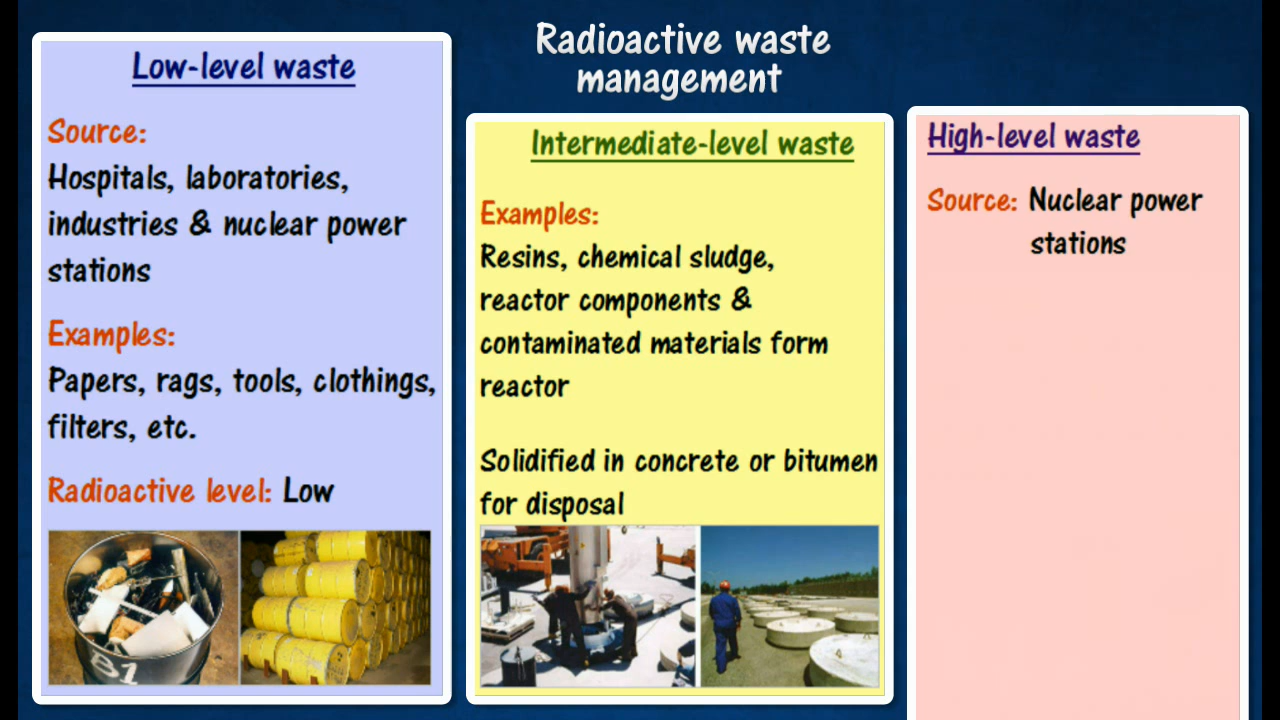 Radioactive waste
management
Low-level waste
Source:
Hospitals, laboratories,
industries & nuclear power
stations
Examples:
Papers, rags, tools, clothings,
filters, etc.
Radioactive level: Low
B1
Intermediate-level waste
Examples:
Resins, chemical sludge,
reactor components &
contaminated materials form
reactor
Solidified in concrete or bitumen
for disposal
High-level waste
Source: Nuclear power
stations